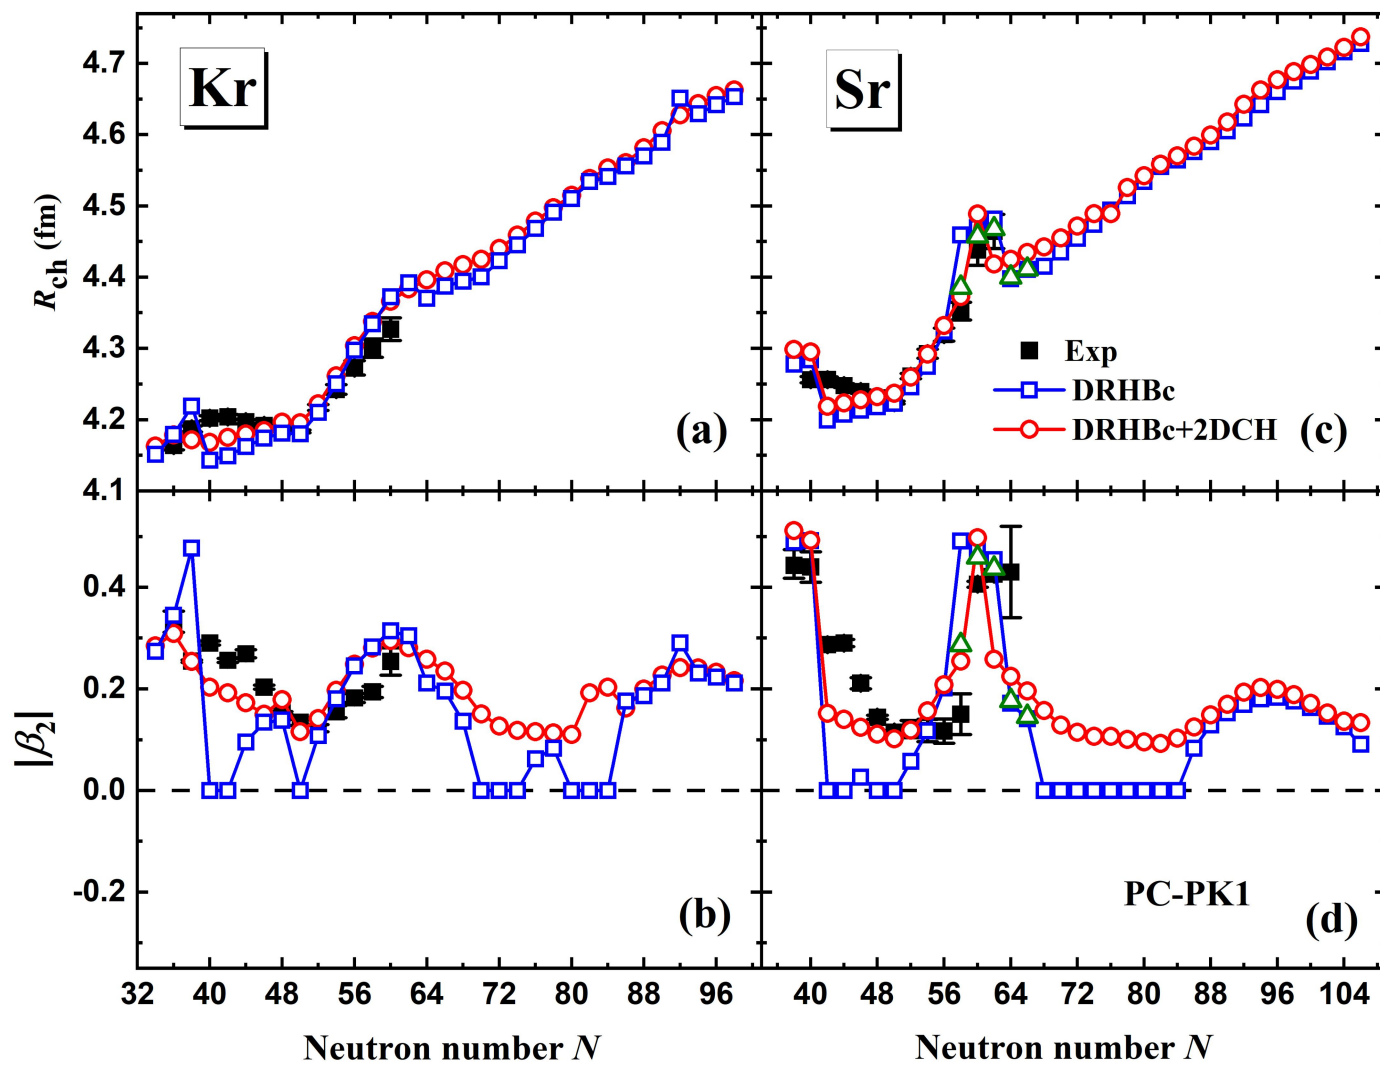 Kr
Sr
4.7
4.6
4.5
4.4
4.3
4.2
4.1
R_ch (fm)
Exp
DRHBc
DRHBc+2DCH
(a)
(c)
0.4
0.2
0.0
-0.2
|β₂|
PC-PK1
(b)
(d)
32 40 48 56 64 72 80 88 96
40 48 56 64 72 80 88 96 104
Neutron number N
Neutron number N